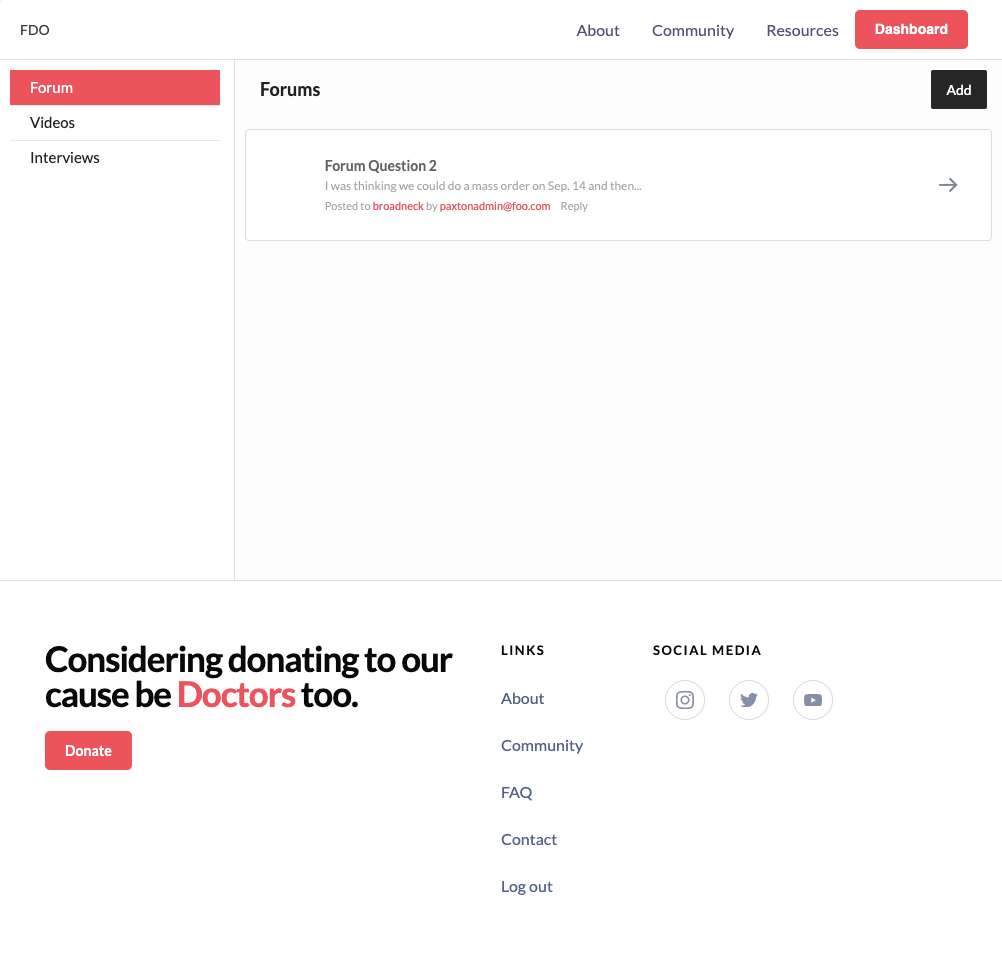 FDO
About
Community
Resources
Dashboard
Forum
Videos
Interviews
Forums
Add
Forum Question 2
I was thinking we could do a mass order on Sep. 14 and then...
Posted to broadneck by paxtonadmin@foo.com Reply
Considering donating to our
cause be Doctors too.
Donate
LINKS
About
Community
FAQ
Contact
Log out
SOCIAL MEDIA